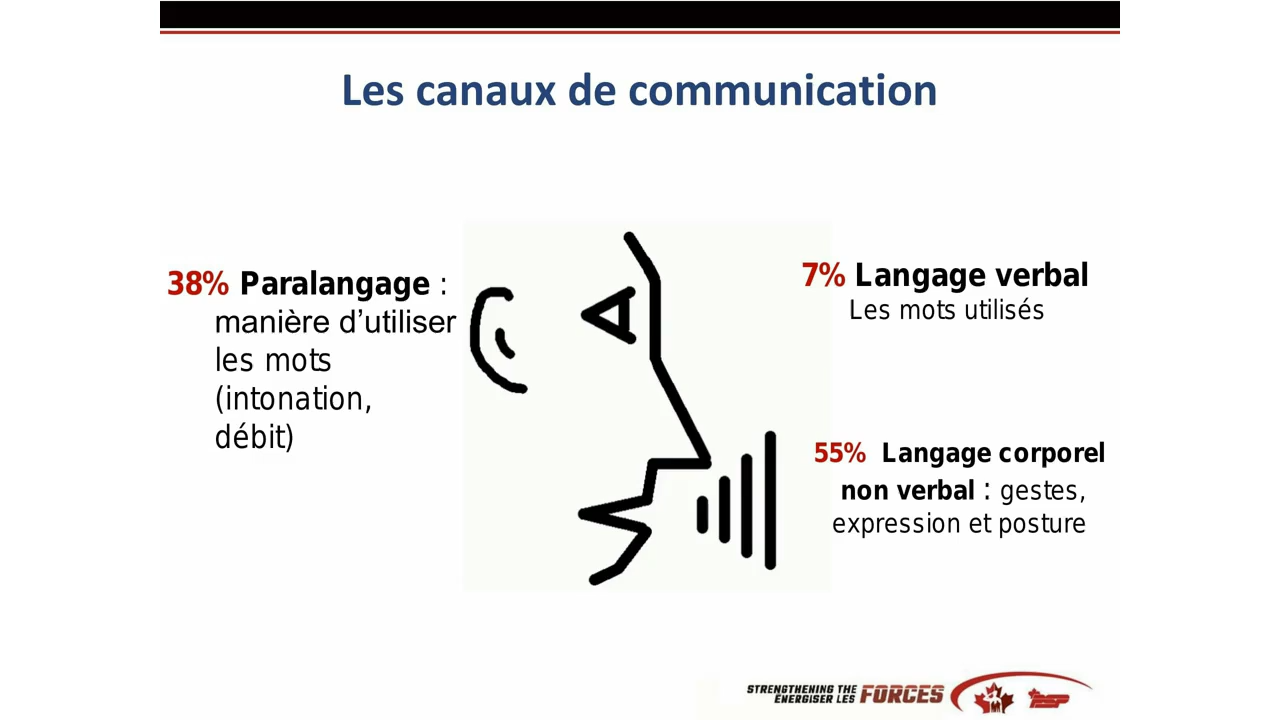 Les canaux de communication
38% Paralangage :
manière d’utiliser
les mots
(intonation,
débit)
7% Langage verbal
Les mots utilisés
55% Langage corporel
non verbal : gestes,
expression et posture
STRENGTHENING THE
ÉNERGISER LES FORCES
PSP